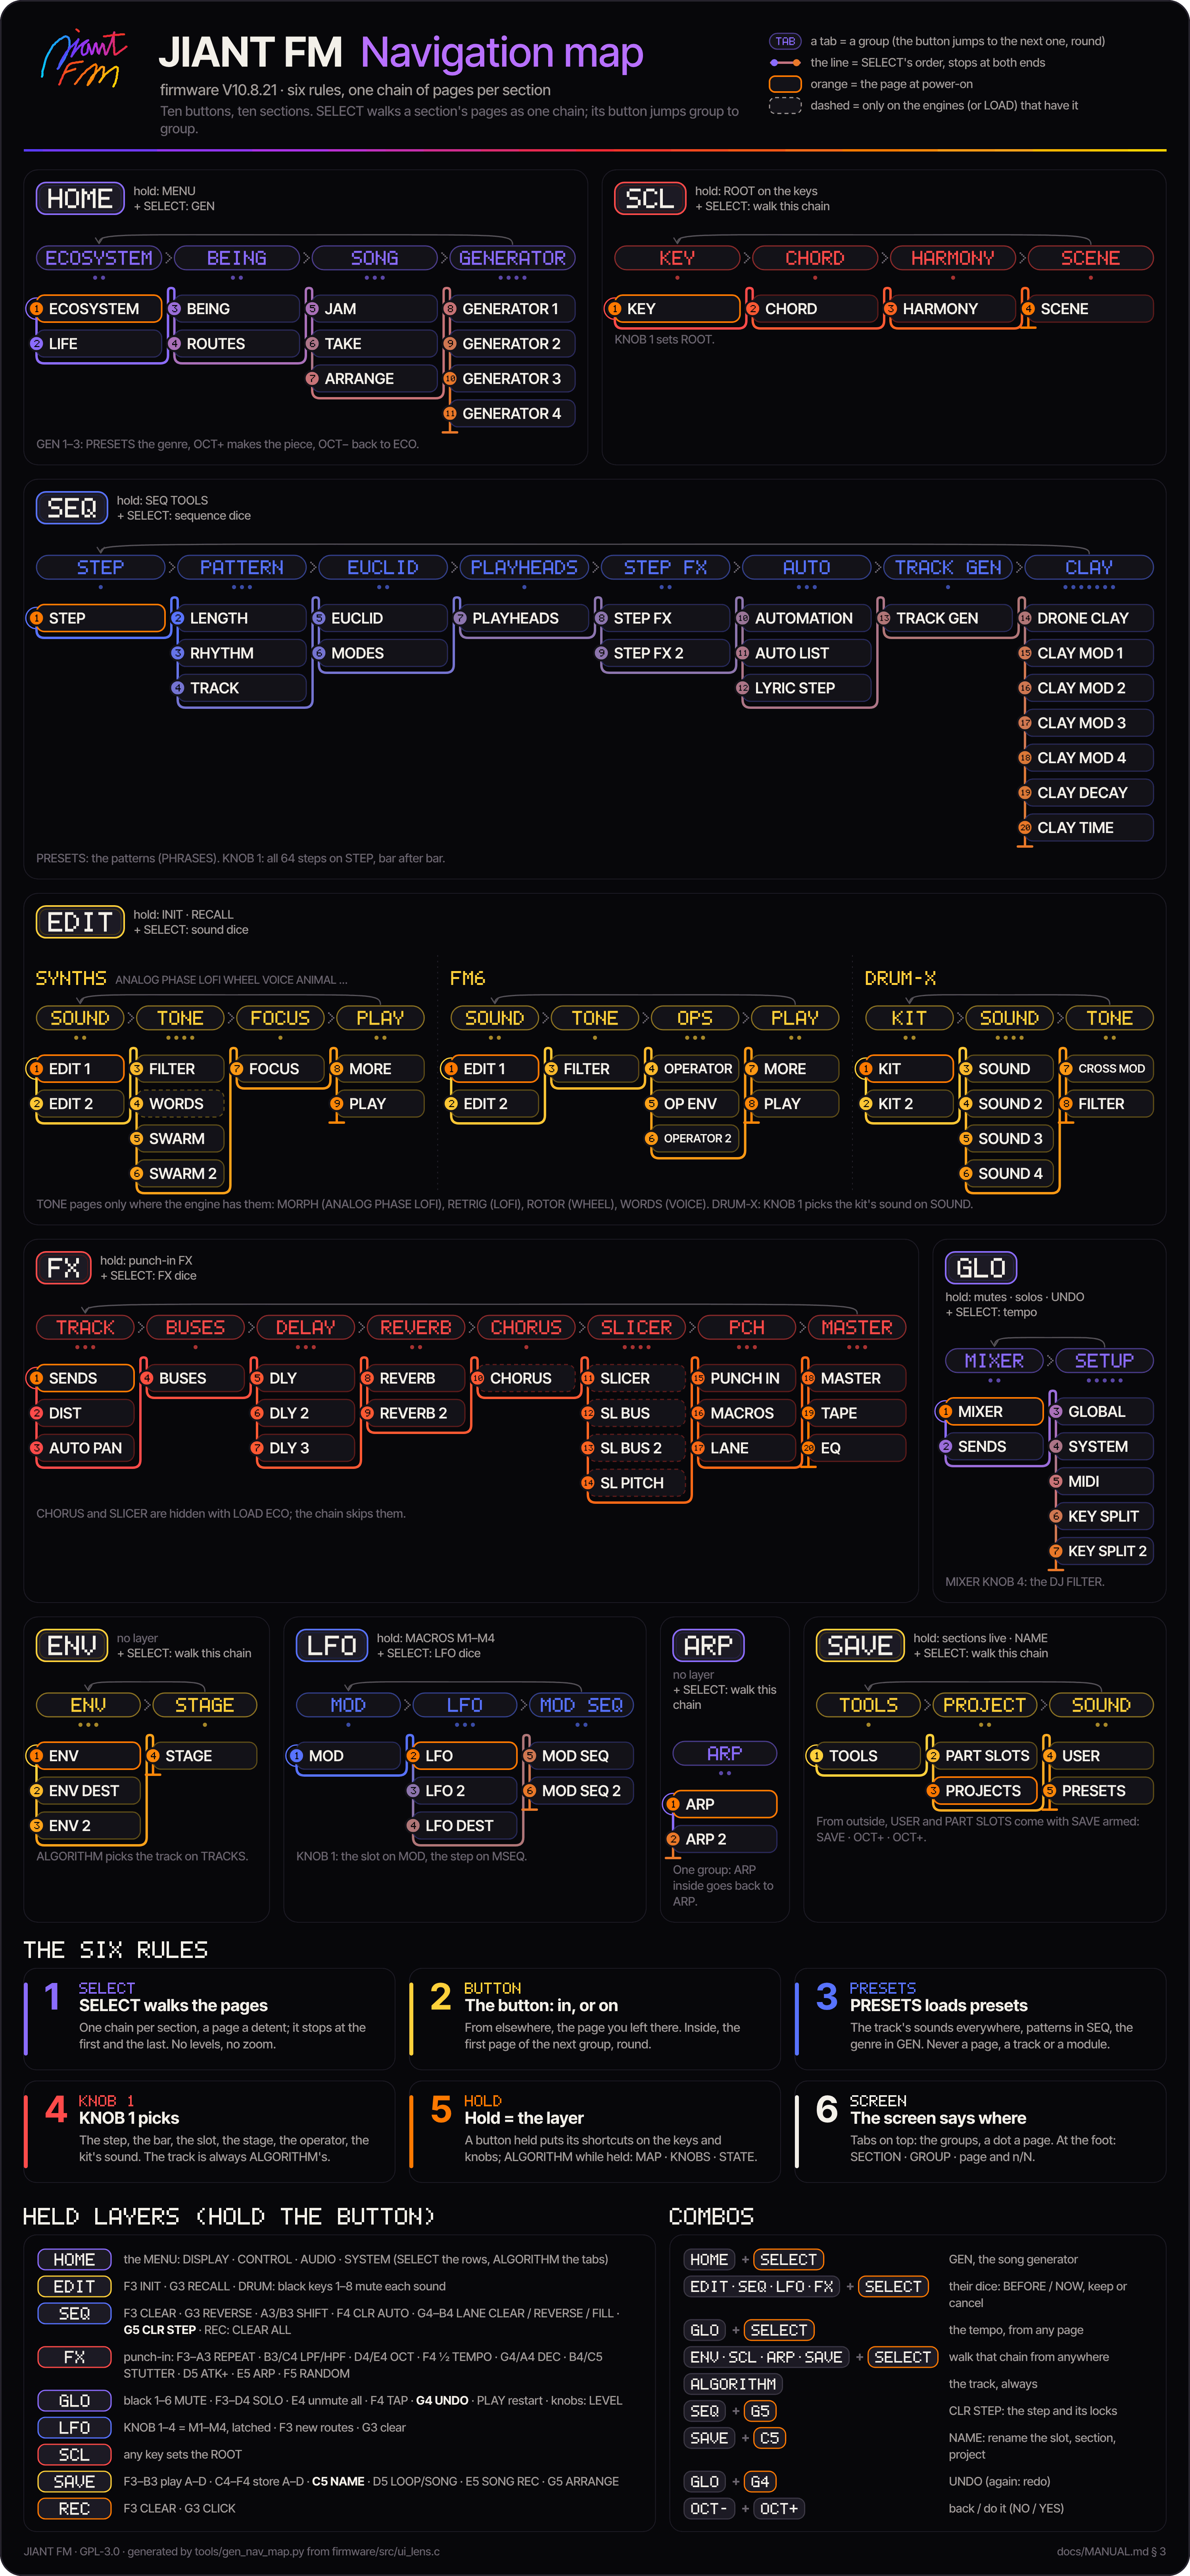 jiant FM
JIANT FM Navigation map
firmware V10.8.21 · six rules, one chain of pages per section
Ten buttons, ten sections. SELECT walks a section's pages as one chain; its button jumps group to
group.
TAB a tab = a group (the button jumps to the next one, round)
the line = SELECT's order, stops at both ends
orange = the page at power-on
dashed = only on the engines (or LOAD) that have it
HOME
hold: MENU
+ SELECT: GEN
ECOSYSTEM > BEING > SONG > GENERATOR
1 ECOSYSTEM 3 BEING 5 JAM 8 GENERATOR 1
2 LIFE 4 ROUTES 6 TAKE 9 GENERATOR 2
7 ARRANGE 10 GENERATOR 3
11 GENERATOR 4
GEN 1–3: PRESETS the genre, OCT+ makes the piece, OCT− back to ECO.
SCL
hold: ROOT on the keys
+ SELECT: walk this chain
KEY > CHORD > HARMONY > SCENE
1 KEY 2 CHORD 3 HARMONY 4 SCENE
KNOB 1 sets ROOT.
SEQ
hold: SEQ TOOLS
+ SELECT: sequence dice
STEP > PATTERN > EUCLID > PLAYHEADS > STEP FX > AUTO > TRACK GEN > CLAY
1 STEP 2 LENGTH 5 EUCLID 7 PLAYHEADS 8 STEP FX 10 AUTOMATION 13 TRACK GEN 14 DRONE CLAY
3 RHYTHM 6 MODES 9 STEP FX 2 11 AUTO LIST 15 CLAY MOD 1
4 TRACK 12 LYRIC STEP 16 CLAY MOD 2
17 CLAY MOD 3
18 CLAY MOD 4
19 CLAY DECAY
20 CLAY TIME
PRESETS: the patterns (PHRASES). KNOB 1: all 64 steps on STEP, bar after bar.
EDIT
hold: INIT · RECALL
+ SELECT: sound dice
SYNTHS ANALOG PHASE LOFI WHEEL VOICE ANIMAL ...
SOUND > TONE > FOCUS > PLAY
1 EDIT 1 3 FILTER 7 FOCUS 8 MORE
2 EDIT 2 4 WORDS 9 PLAY
5 SWARM
6 SWARM 2
FM6
SOUND > TONE > OPS > PLAY
1 EDIT 1 3 FILTER 4 OPERATOR 7 MORE
2 EDIT 2 5 OP ENV 8 PLAY
6 OPERATOR 2
DRUM-X
KIT > SOUND > TONE
1 KIT 3 SOUND 7 CROSS MOD
2 KIT 2 4 SOUND 2 8 FILTER
5 SOUND 3
6 SOUND 4
TONE pages only where the engine has them: MORPH (ANALOG PHASE LOFI), RETRIG (LOFI), ROTOR (WHEEL), WORDS (VOICE). DRUM-X: KNOB 1 picks the kit's sound on SOUND.
FX
hold: punch-in FX
+ SELECT: FX dice
TRACK > BUSES > DELAY > REVERB > CHORUS > SLICER > PCH > MASTER
1 SENDS 4 BUSES 5 DLY 8 REVERB 10 CHORUS 11 SLICER 15 PUNCH IN 18 MASTER
2 DIST 6 DLY 2 9 REVERB 2 12 SL BUS 16 MACROS 19 TAPE
3 AUTO PAN 7 DLY 3 13 SL BUS 2 17 LANE 20 EQ
14 SL PITCH
CHORUS and SLICER are hidden with LOAD ECO; the chain skips them.
GLO
hold: mutes · solos · UNDO
+ SELECT: tempo
MIXER > SETUP
1 MIXER 3 GLOBAL
2 SENDS 4 SYSTEM
5 MIDI
6 KEY SPLIT
7 KEY SPLIT 2
MIXER KNOB 4: the DJ FILTER.
ENV
no layer
+ SELECT: walk this chain
ENV > STAGE
1 ENV 4 STAGE
2 ENV DEST
3 ENV 2
ALGORITHM picks the track on TRACKS.
LFO
hold: MACROS M1–M4
+ SELECT: LFO dice
MOD > LFO > MOD SEQ
1 MOD 2 LFO 5 MOD SEQ
3 LFO 2 6 MOD SEQ 2
4 LFO DEST
KNOB 1: the slot on MOD, the step on MSEQ.
ARP
no layer
+ SELECT: walk this
chain
ARP
1 ARP
2 ARP 2
One group: ARP
inside goes back to
ARP.
SAVE
hold: sections live · NAME
+ SELECT: walk this chain
TOOLS > PROJECT > SOUND
1 TOOLS 2 PART SLOTS 4 USER
3 PROJECTS 5 PRESETS
From outside, USER and PART SLOTS come with SAVE armed:
SAVE · OCT+ · OCT+.
THE SIX RULES
1 SELECT
SELECT walks the pages
One chain per section, a page a detent; it stops at the
first and the last. No levels, no zoom.
2 BUTTON
The button: in, or on
From elsewhere, the page you left there. Inside, the
first page of the next group, round.
3 PRESETS
PRESETS loads presets
The track's sounds everywhere, patterns in SEQ, the
genre in GEN. Never a page, a track or a module.
4 KNOB 1
KNOB 1 picks
The step, the bar, the slot, the stage, the operator, the
kit's sound. The track is always ALGORITHM's.
5 HOLD
Hold = the layer
A button held puts its shortcuts on the keys and
knobs; ALGORITHM while held: MAP · KNOBS · STATE.
6 SCREEN
The screen says where
Tabs on top: the groups, a dot a page. At the foot:
SECTION · GROUP · page and n/N.
HELD LAYERS (HOLD THE BUTTON)
HOME the MENU: DISPLAY · CONTROL · AUDIO · SYSTEM (SELECT the rows, ALGORITHM the tabs)
EDIT F3 INIT · G3 RECALL · DRUM: black keys 1–8 mute each sound
SEQ F3 CLEAR · G3 REVERSE · A3/B3 SHIFT · F4 CLR AUTO · G4–B4 LANE CLEAR / REVERSE / FILL ·
G5 CLR STEP · REC: CLEAR ALL
FX punch-in: F3–A3 REPEAT · B3/C4 LPF/HPF · D4/E4 OCT · F4 ½ TEMPO · G4/A4 DEC · B4/C5
STUTTER · D5 ATK+ · E5 ARP · F5 RANDOM
GLO black 1–6 MUTE · F3–D4 SOLO · E4 unmute all · F4 TAP · G4 UNDO · PLAY restart · knobs: LEVEL
LFO KNOB 1–4 = M1–M4, latched · F3 new routes · G3 clear
SCL any key sets the ROOT
SAVE F3–B3 play A–D · C4–F4 store A–D · C5 NAME · D5 LOOP/SONG · E5 SONG REC · G5 ARRANGE
REC F3 CLEAR · G3 CLICK
COMBOS
HOME + SELECT GEN, the song generator
EDIT·SEQ·LFO·FX + SELECT their dice: BEFORE / NOW, keep or
cancel
GLO + SELECT the tempo, from any page
ENV·SCL·ARP·SAVE + SELECT walk that chain from anywhere
ALGORITHM the track, always
SEQ + G5 CLR STEP: the step and its locks
SAVE + C5 NAME: rename the slot, section,
project
GLO + G4 UNDO (again: redo)
OCT- + OCT+ back / do it (NO / YES)
JIANT FM · GPL-3.0 · generated by tools/gen_nav_map.py from firmware/src/ui_lens.c
docs/MANUAL.md § 3